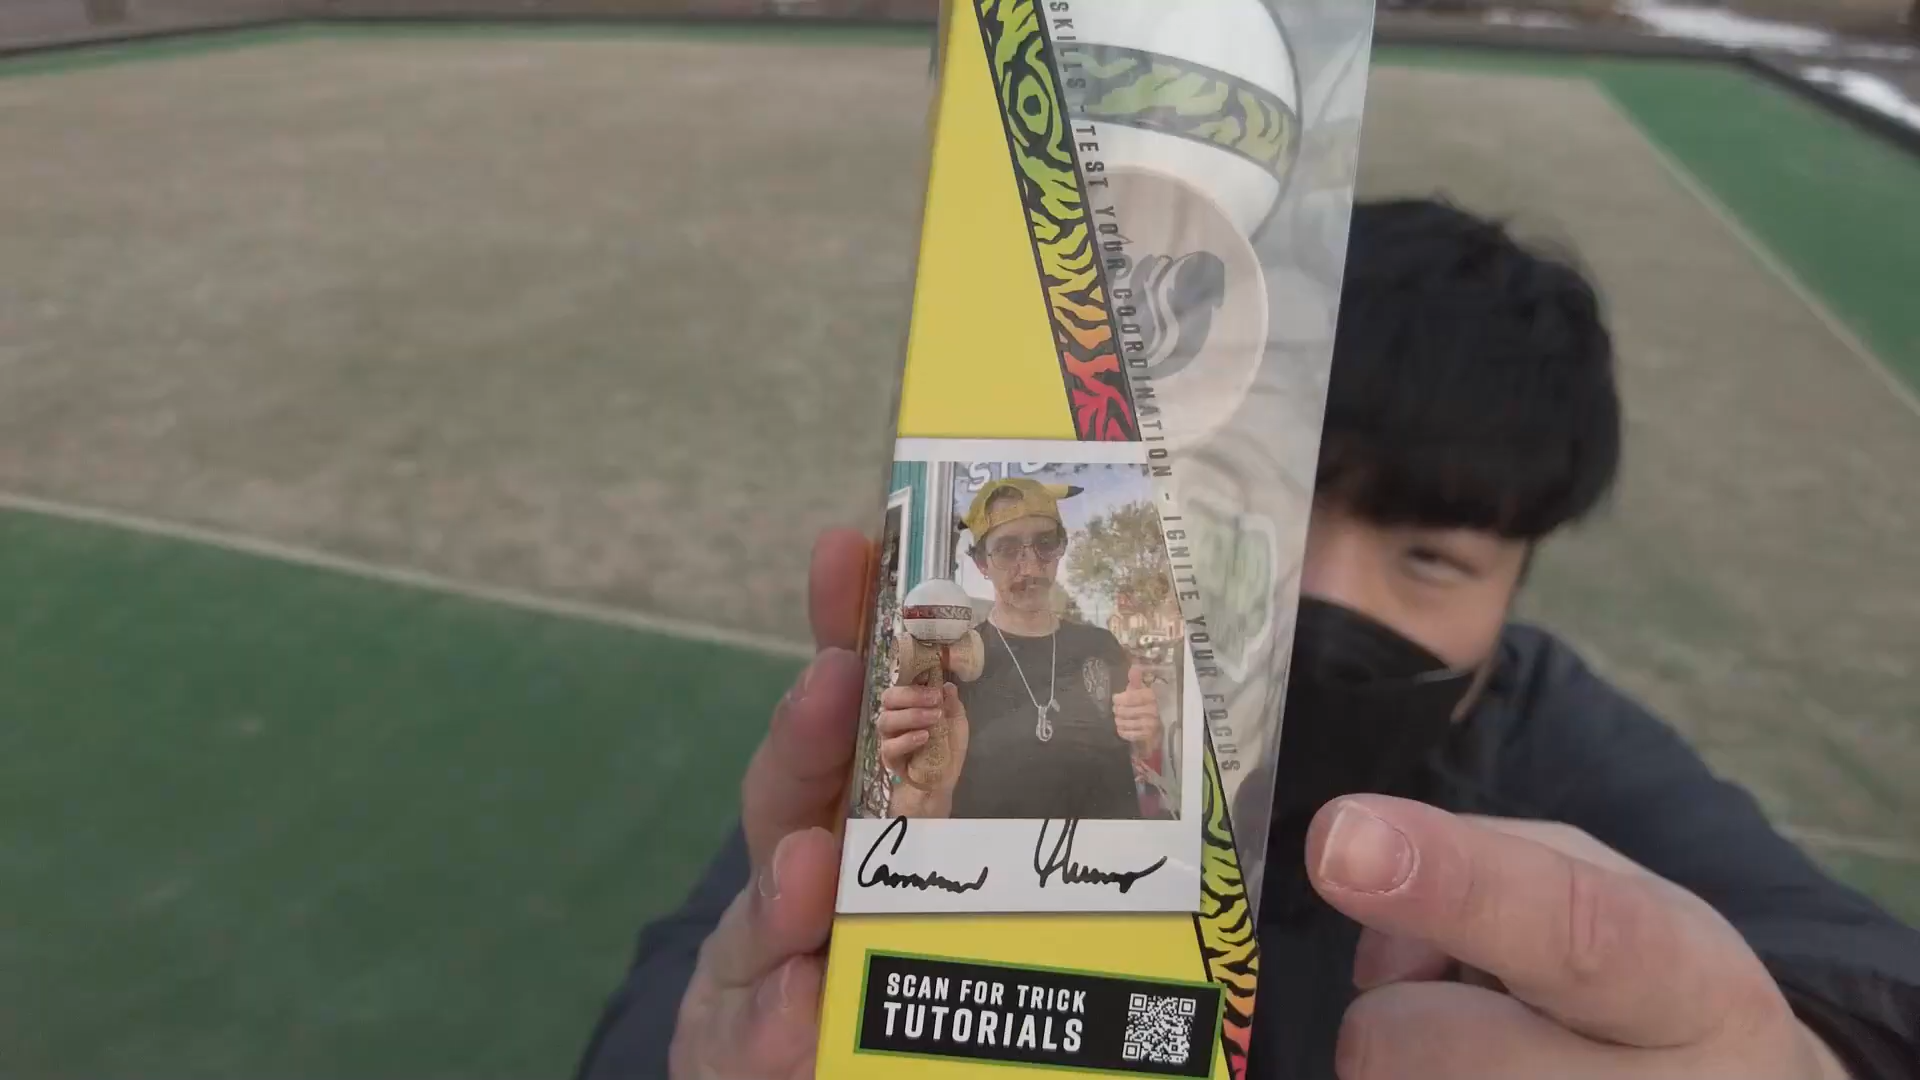 SKILLS - TEST YOUR COORDINATION - IGNITE YOUR FOCUS
SCAN FOR TRICK
TUTORIALS